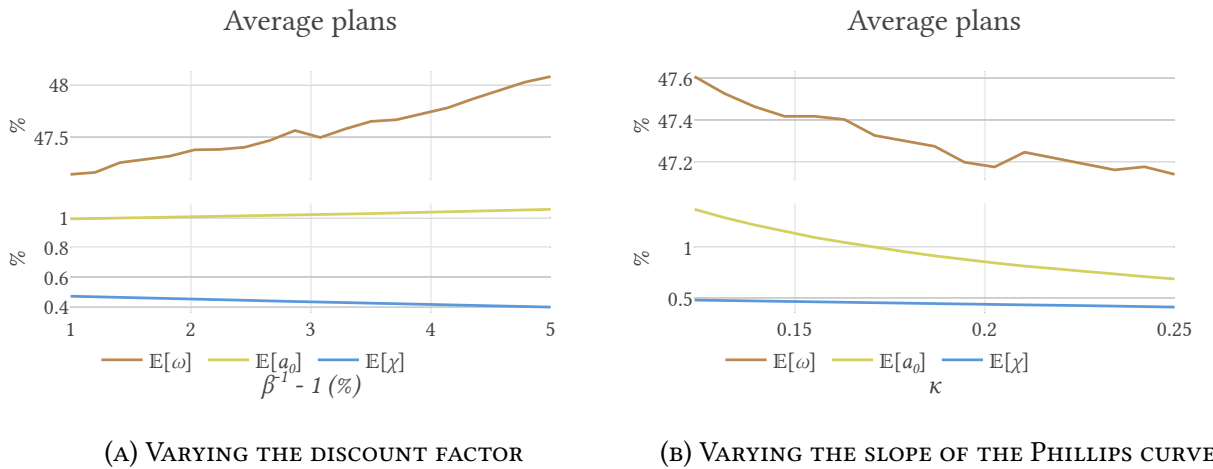 Average plans
48
47.5
%
1
0.8
0.6
0.4
%
1 2 3 4 5
𝔼[ω] 𝔼[a₀] 𝔼[χ]
β⁻¹ - 1 (%)
(A) Varying the discount factor
Average plans
47.6
47.4
47.2
%
1
0.5
%
0.15 0.2 0.25
𝔼[ω] 𝔼[a₀] 𝔼[χ]
κ
(B) Varying the slope of the Phillips curve